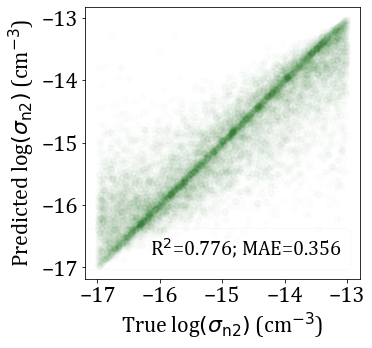 Predicted log(σn2) (cm⁻³)
−13
−14
−15
−16
−17
R²=0.776; MAE=0.356
−17 −16 −15 −14 −13
True log(σn2) (cm⁻³)